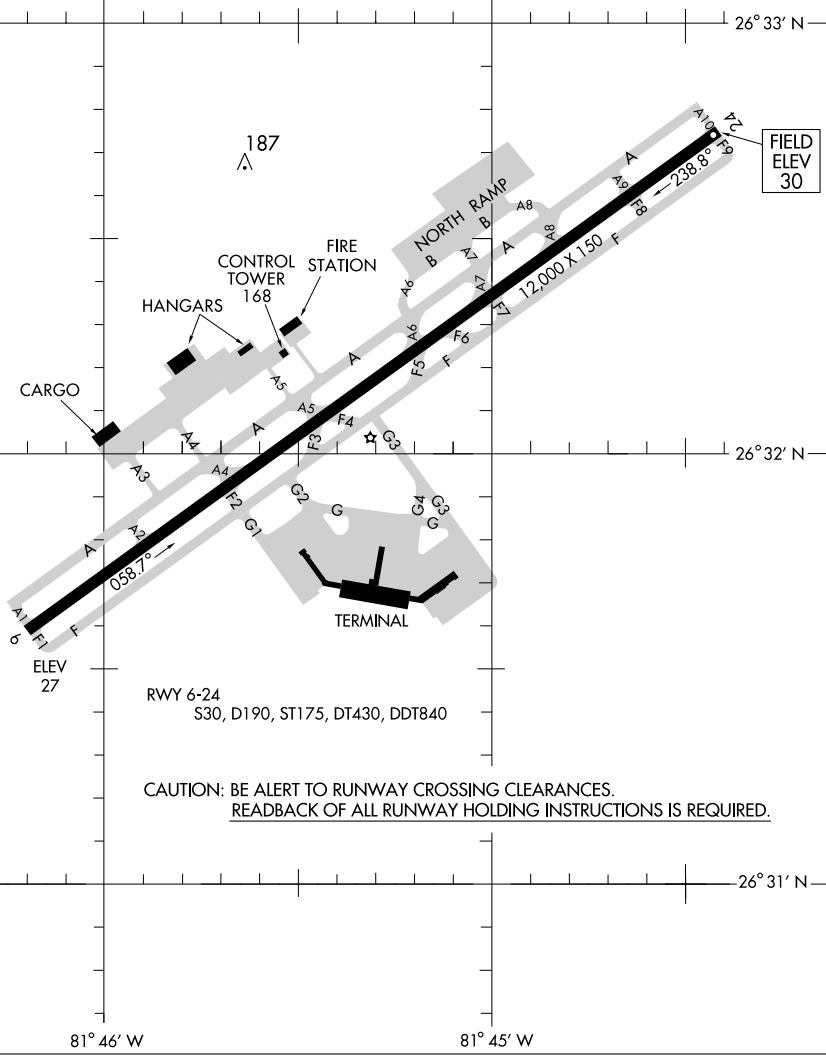 26° 33' N
187
A10
24
F9
FIELD
ELEV
30
A
A9
238.8°
F8
NORTH RAMP
A8
B
A8
B
A7
A
F
12,000 X 150
FIRE
STATION
CONTROL
TOWER
168
HANGARS
A6
A7
F7
A6
F6
F5
F
A
A5
CARGO
A5
F4
A
F3
G3
A4
A3
A4
26° 32' N
F2
G2
G
G4
G3
G
G1
A2
A
058.7°
A1
6
F1
F
TERMINAL
ELEV
27
RWY 6-24
S30, D190, ST175, DT430, DDT840
CAUTION: BE ALERT TO RUNWAY CROSSING CLEARANCES.
READBACK OF ALL RUNWAY HOLDING INSTRUCTIONS IS REQUIRED.
26° 31' N
81° 46' W
81° 45' W